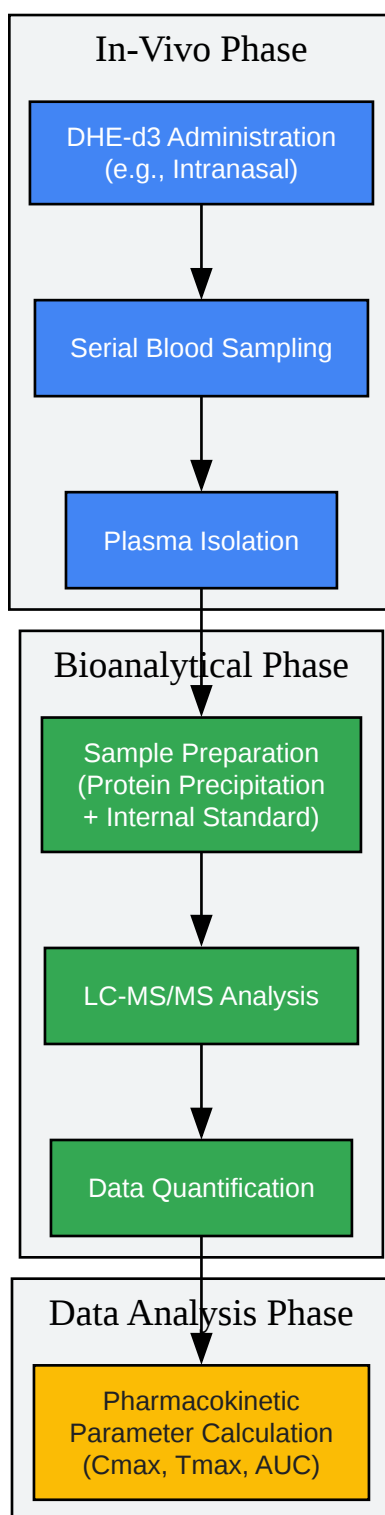 In-Vivo Phase
DHE-d3 Administration
(e.g., Intranasal)
Serial Blood Sampling
Plasma Isolation
Bioanalytical Phase
Sample Preparation
(Protein Precipitation
+ Internal Standard)
LC-MS/MS Analysis
Data Quantification
Data Analysis Phase
Pharmacokinetic
Parameter Calculation
(Cmax, Tmax, AUC)